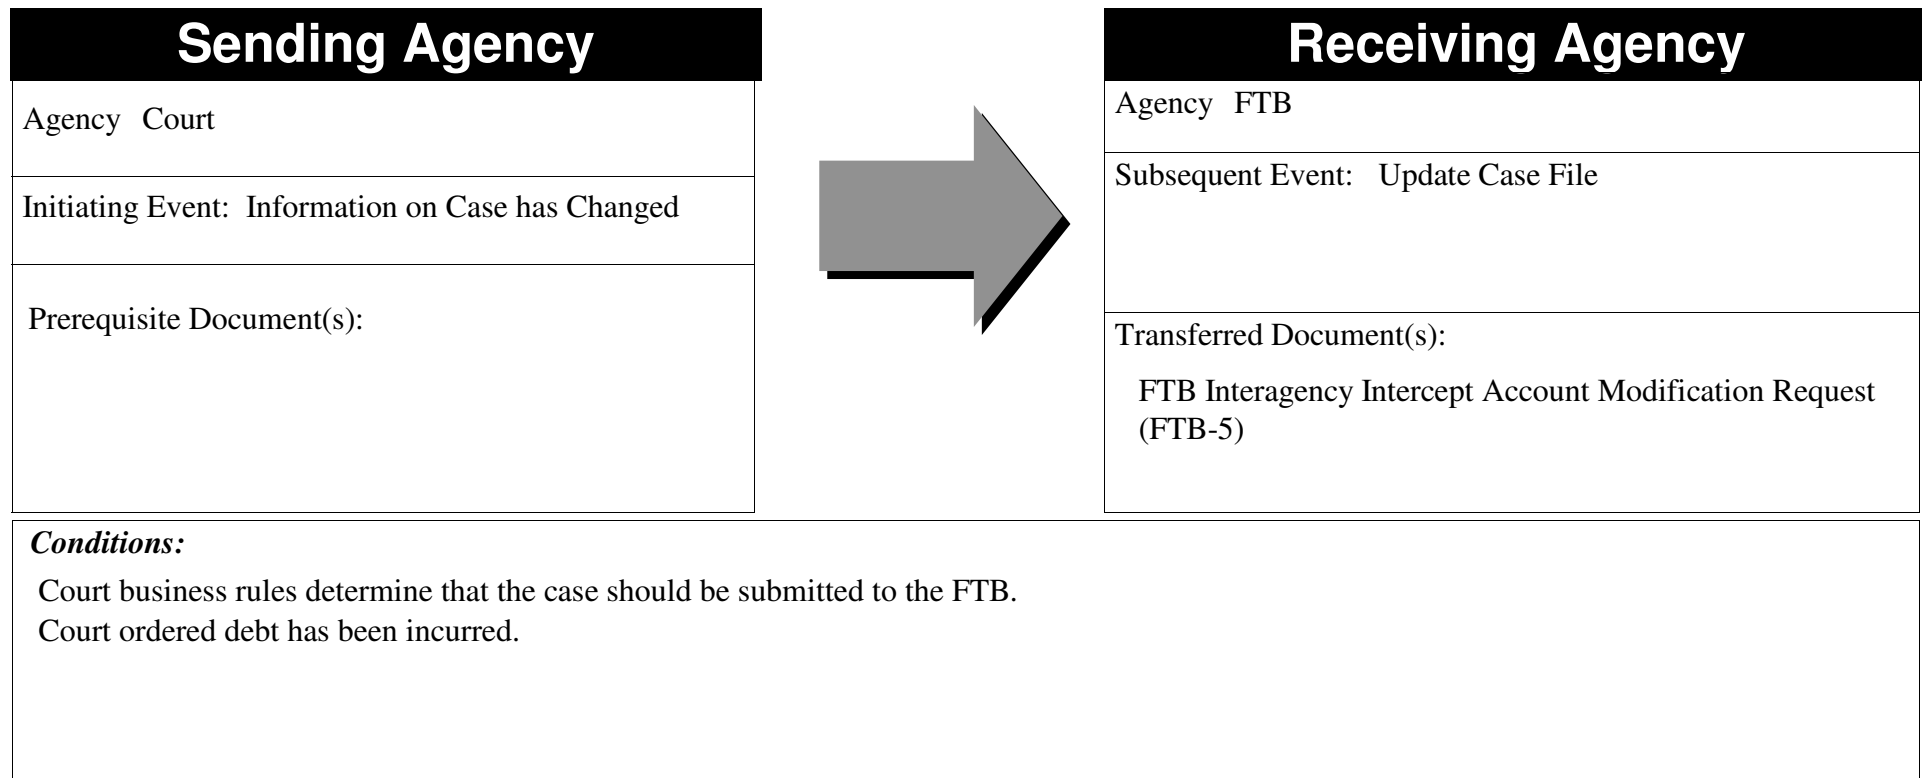 Sending Agency
Agency Court
Initiating Event: Information on Case has Changed
Prerequisite Document(s):
Receiving Agency
Agency FTB
Subsequent Event: Update Case File
Transferred Document(s):
FTB Interagency Intercept Account Modification Request
(FTB-5)
Conditions:
Court business rules determine that the case should be submitted to the FTB.
Court ordered debt has been incurred.